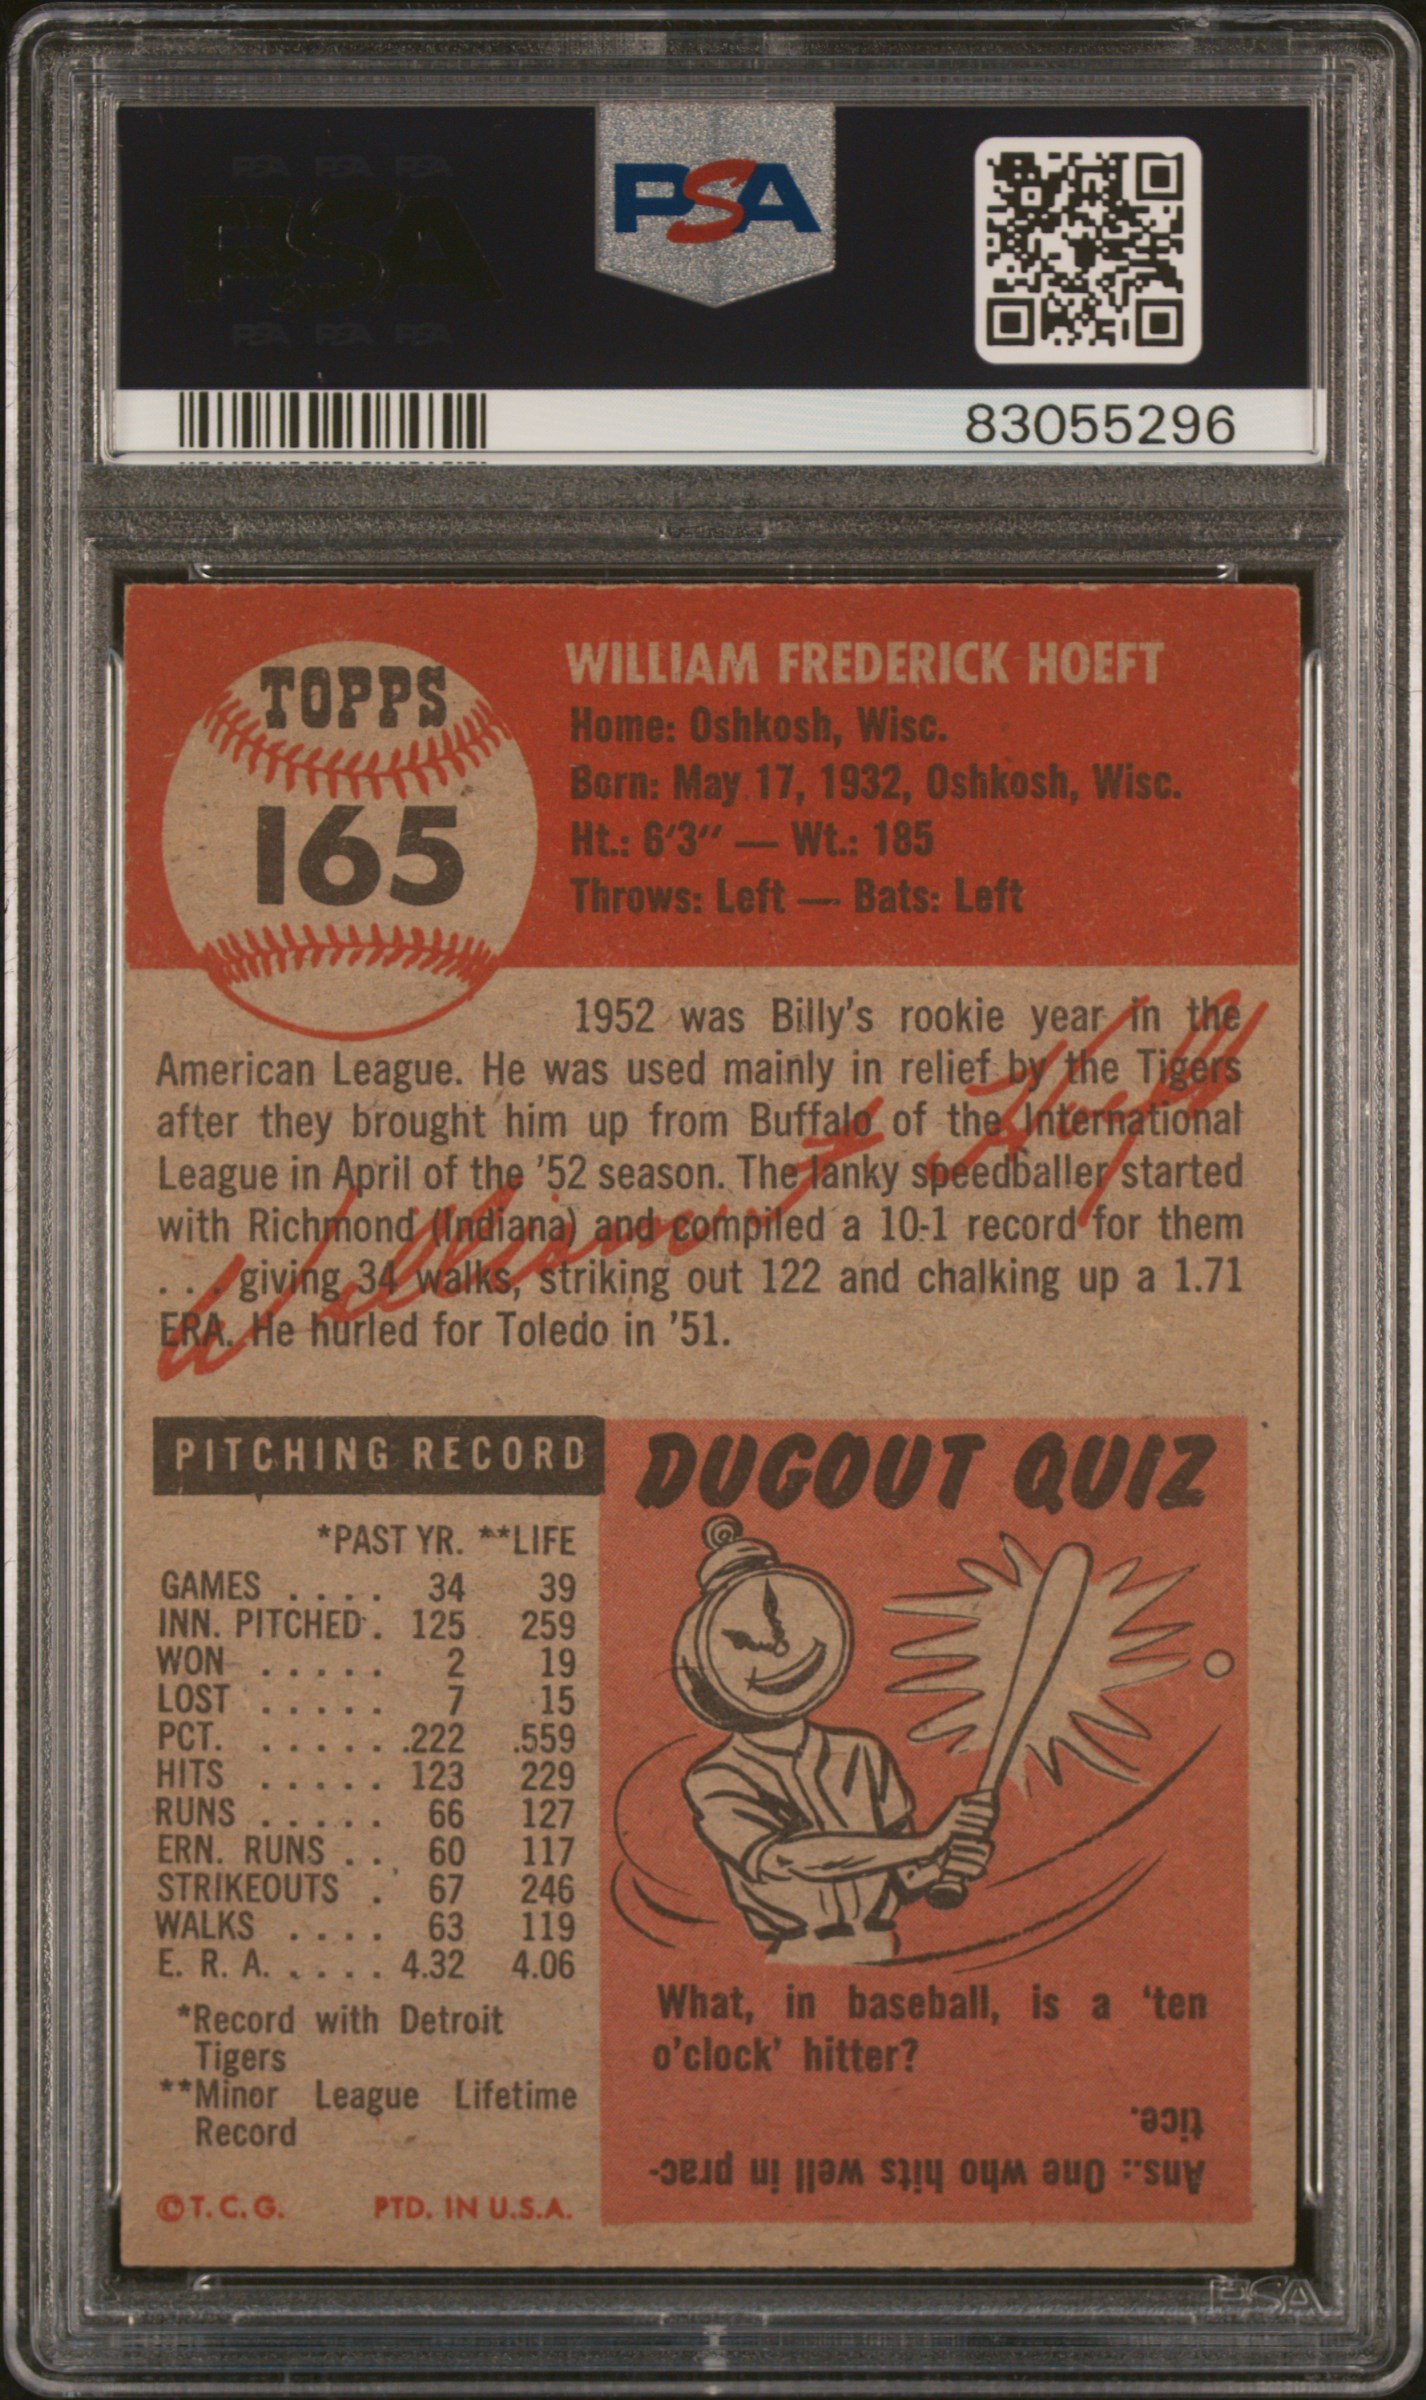 PSA PSA PSA
PSA
PSA PSA PSA
PSA
83055296
TOPPS
165
WILLIAM FREDERICK HOEFT
Home: Oshkosh, Wisc.
Born: May 17, 1932, Oshkosh, Wisc.
Ht.: 6'3" — Wt.: 185
Throws: Left — Bats: Left
1952 was Billy's rookie year in the
American League. He was used mainly in relief by the Tigers
after they brought him up from Buffalo of the International
League in April of the '52 season. The lanky speedballer started
with Richmond (Indiana) and compiled a 10-1 record for them
. . . giving 34 walks, striking out 122 and chalking up a 1.71
ERA. He hurled for Toledo in '51.
William F Hoeft
PITCHING RECORD
*PAST YR. **LIFE
GAMES . . . . 34 39
INN. PITCHED . 125 259
WON . . . . . 2 19
LOST . . . . . 7 15
PCT. . . . . . .222 .559
HITS . . . . . 123 229
RUNS . . . . . 66 127
ERN. RUNS . . 60 117
STRIKEOUTS . 67 246
WALKS . . . . 63 119
E. R. A. . . . . 4.32 4.06
*Record with Detroit
Tigers
**Minor League Lifetime
Record
©T. C. G. PTD. IN U.S.A.
DUGOUT QUIZ
What, in baseball, is a 'ten
o'clock' hitter?
Ans.: One who hits well in prac-
tice.
PSA